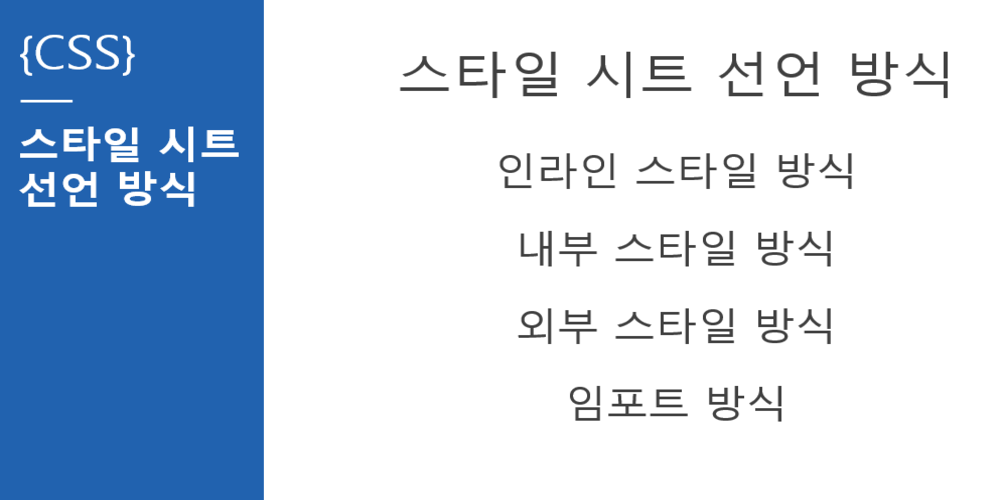 {CSS}
스타일 시트
선언 방식
스타일 시트 선언 방식
인라인 스타일 방식
내부 스타일 방식
외부 스타일 방식
임포트 방식